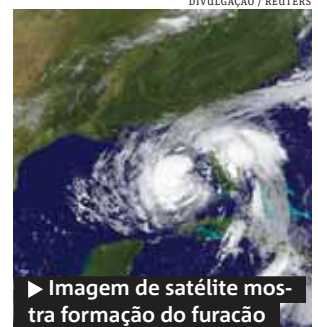 DIVULGAÇÃO / REUTERS
▶ Imagem de satélite mos-
tra formação do furacão